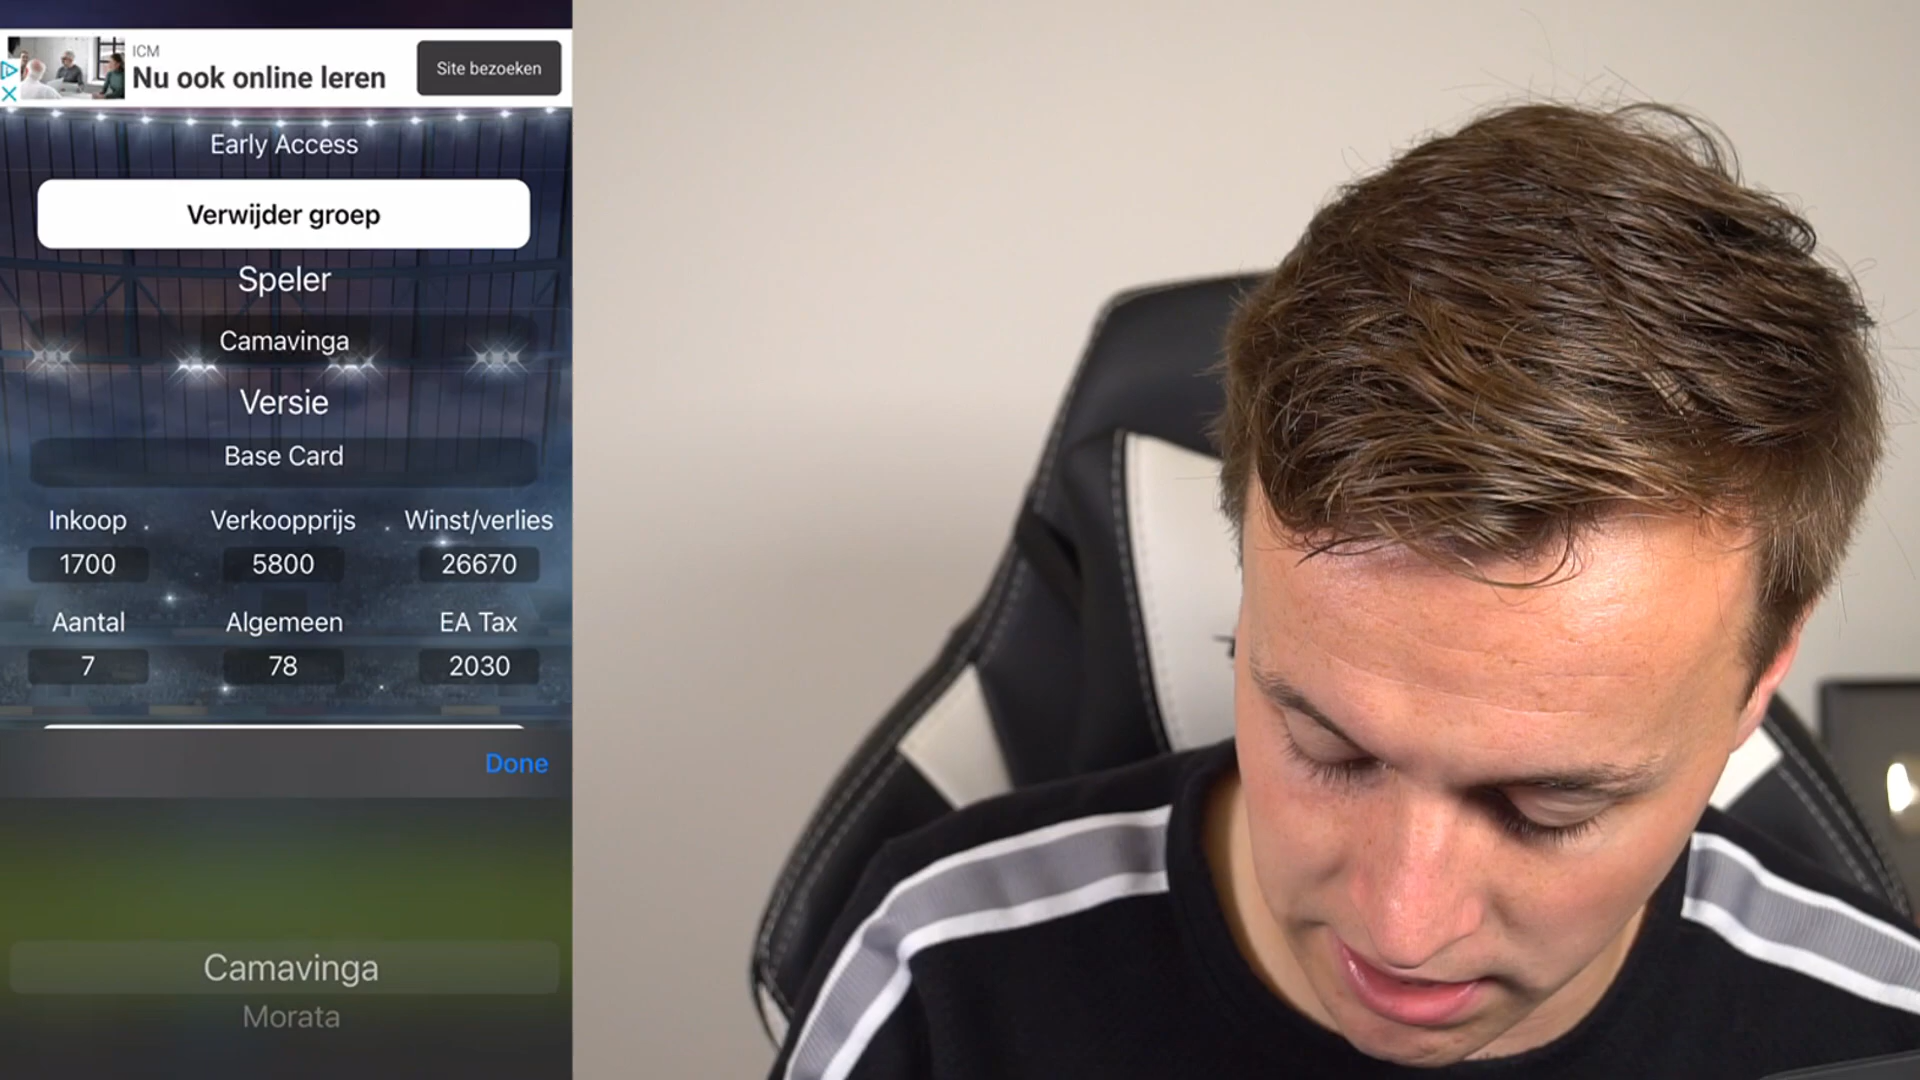 ICM
Nu ook online leren
Site bezoeken
Early Access
Verwijder groep
Speler
Camavinga
Versie
Base Card
Inkoop Verkoopprijs Winst/verlies
1700 5800 26670
Aantal Algemeen EA Tax
7 78 2030
Done
Camavinga
Morata